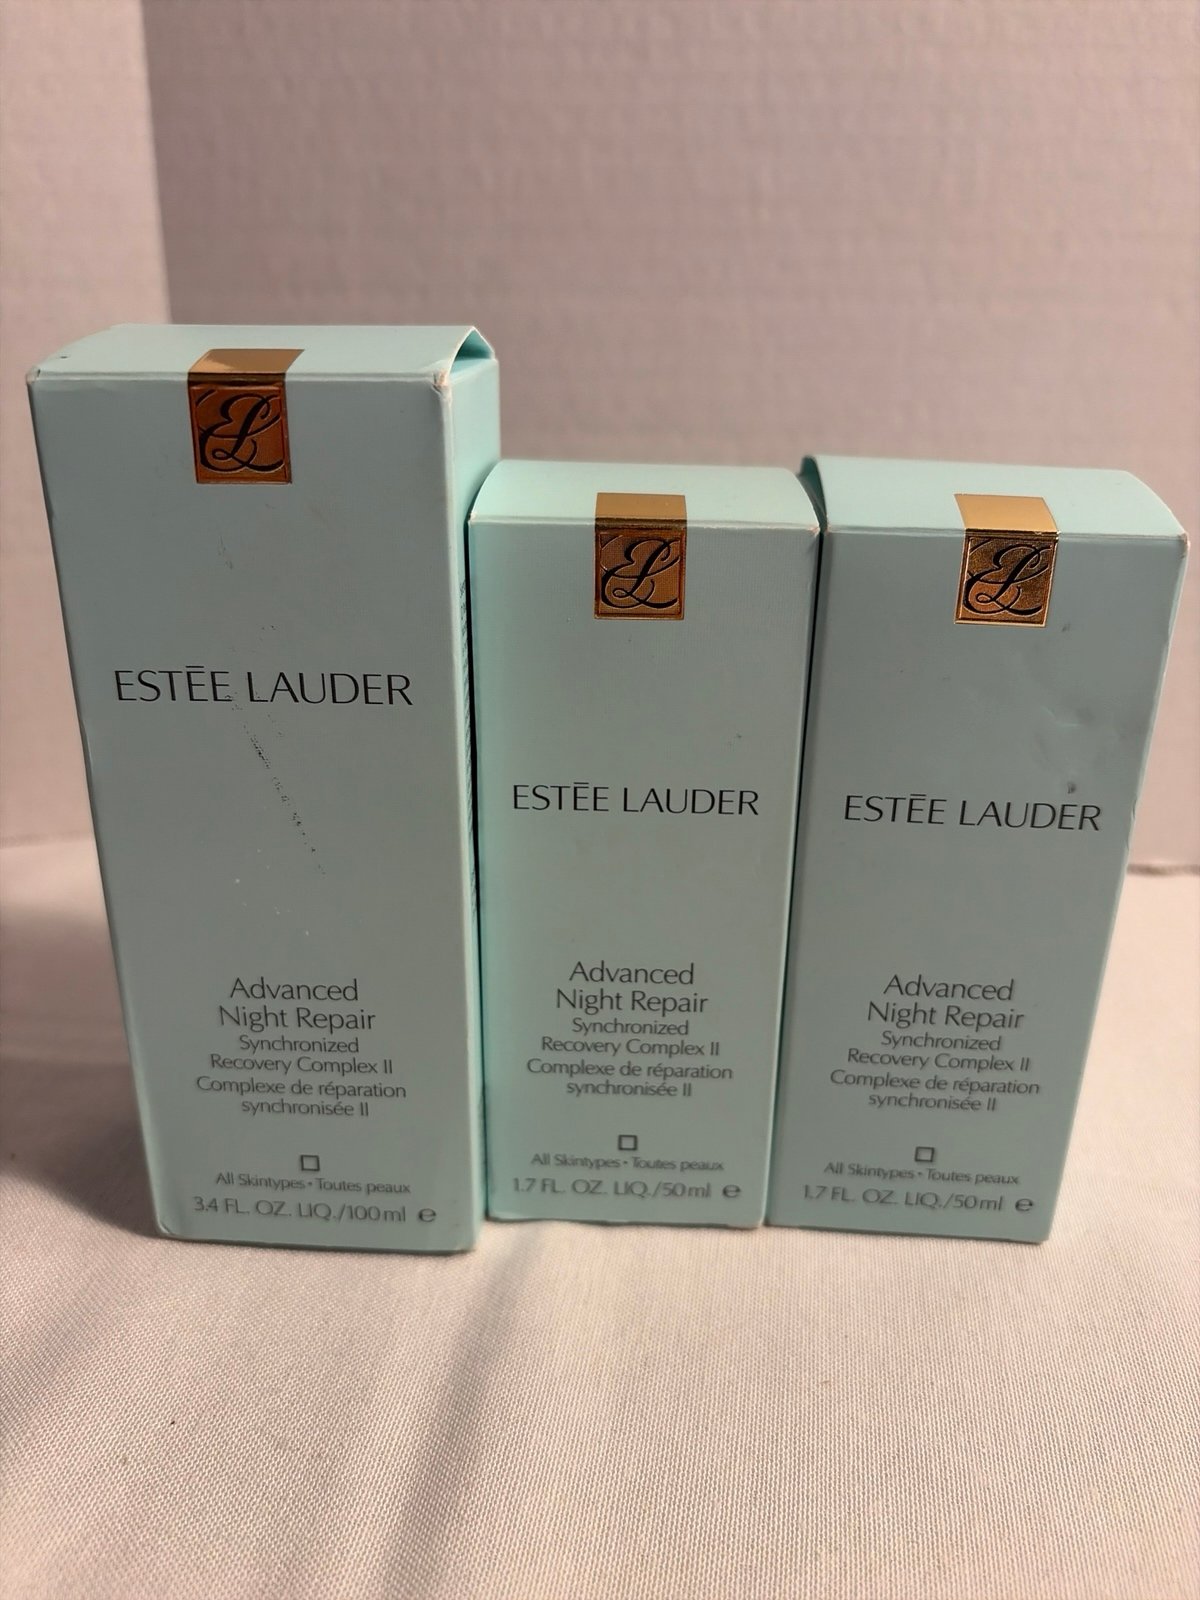 EL
ESTĒE LAUDER
Advanced
Night Repair
Synchronized
Recovery Complex II
Complexe de réparation
synchronisée II
All Skintypes • Toutes peaux
3.4 FL. OZ. LIQ./100 ml e
EL
ESTĒE LAUDER
Advanced
Night Repair
Synchronized
Recovery Complex II
Complexe de réparation
synchronisée II
All Skintypes • Toutes peaux
1.7 FL. OZ. LIQ./50 ml e
EL
ESTĒE LAUDER
Advanced
Night Repair
Synchronized
Recovery Complex II
Complexe de réparation
synchronisée II
All Skintypes • Toutes peaux
1.7 FL. OZ. LIQ./50 ml e